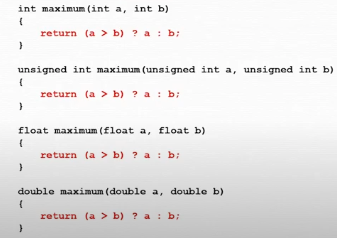 int maximum(int a, int b)
{
    return (a > b) ? a : b;
}
unsigned int maximum(unsigned int a, unsigned int b)
{
    return (a > b) ? a : b;
}
float maximum(float a, float b)
{
    return (a > b) ? a : b;
}
double maximum(double a, double b)
{
    return (a > b) ? a : b;
}